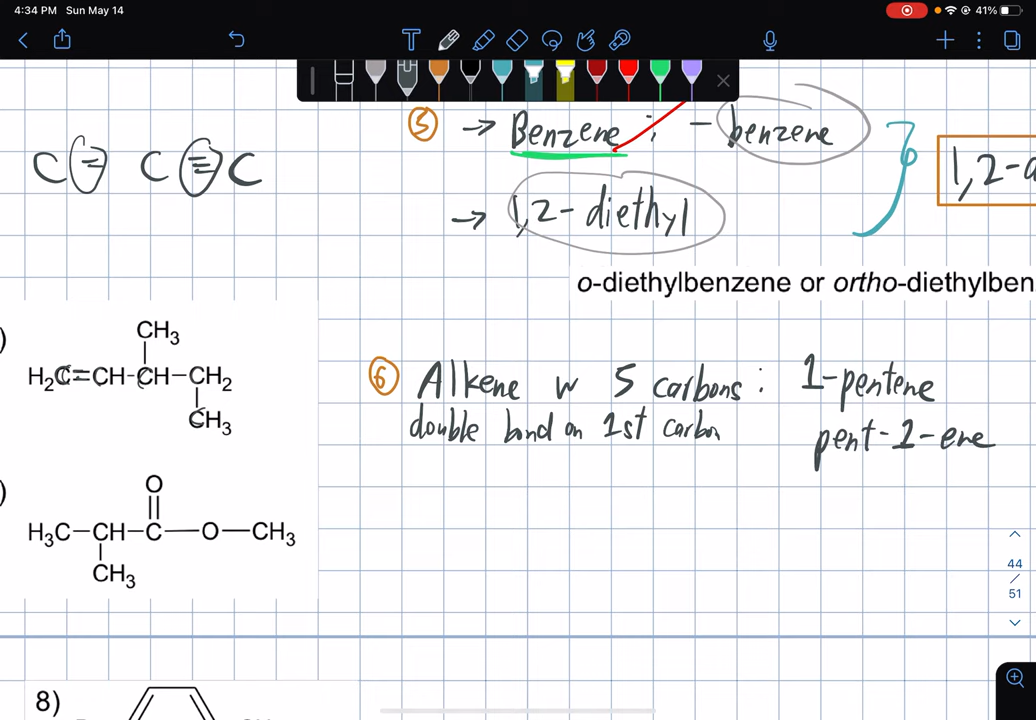 4:34 PM Sun May 14
41%
T
5 → Benzene : - benzene
C = C ≡ C
1,2-
→ 1,2-diethyl
o-diethylbenzene or ortho-diethylben
)
CH3
H2C=CH-CH-CH2
CH3
6 Alkene w 5 carbons : 1-pentene
double bond on 1st carbon pent-1-ene
)
O
H3C-CH-C-O-CH3
CH3
44
/
51
8)